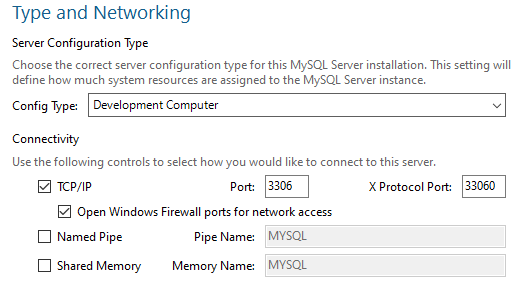 Type and Networking
Server Configuration Type
Choose the correct server configuration type for this MySQL Server installation. This setting will
define how much system resources are assigned to the MySQL Server instance.
Config Type: Development Computer
Connectivity
Use the following controls to select how you would like to connect to this server.
TCP/IP Port: 3306 X Protocol Port: 33060
Open Windows Firewall ports for network access
Named Pipe Pipe Name: MYSQL
Shared Memory Memory Name: MYSQL